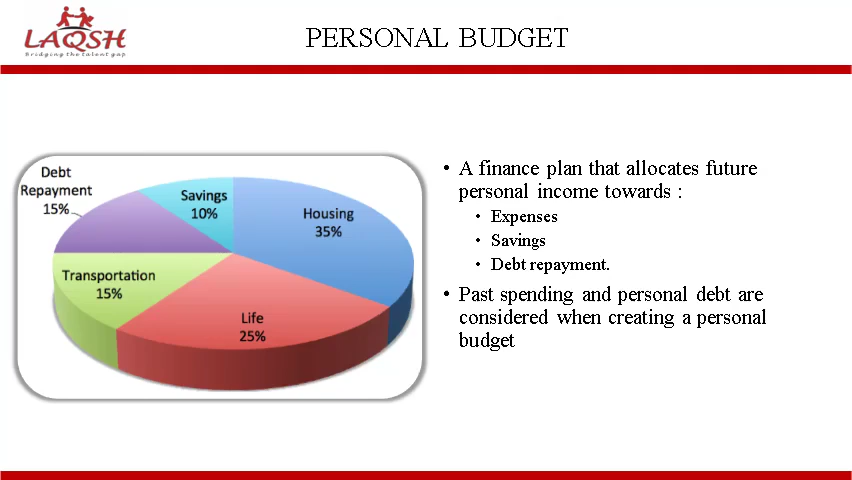 LAQSH
Bridging the talent gap
PERSONAL BUDGET
Debt
Repayment
15%
Savings
10%
Housing
35%
Transportation
15%
Life
25%
• A finance plan that allocates future
personal income towards :
• Expenses
• Savings
• Debt repayment.
• Past spending and personal debt are
considered when creating a personal
budget